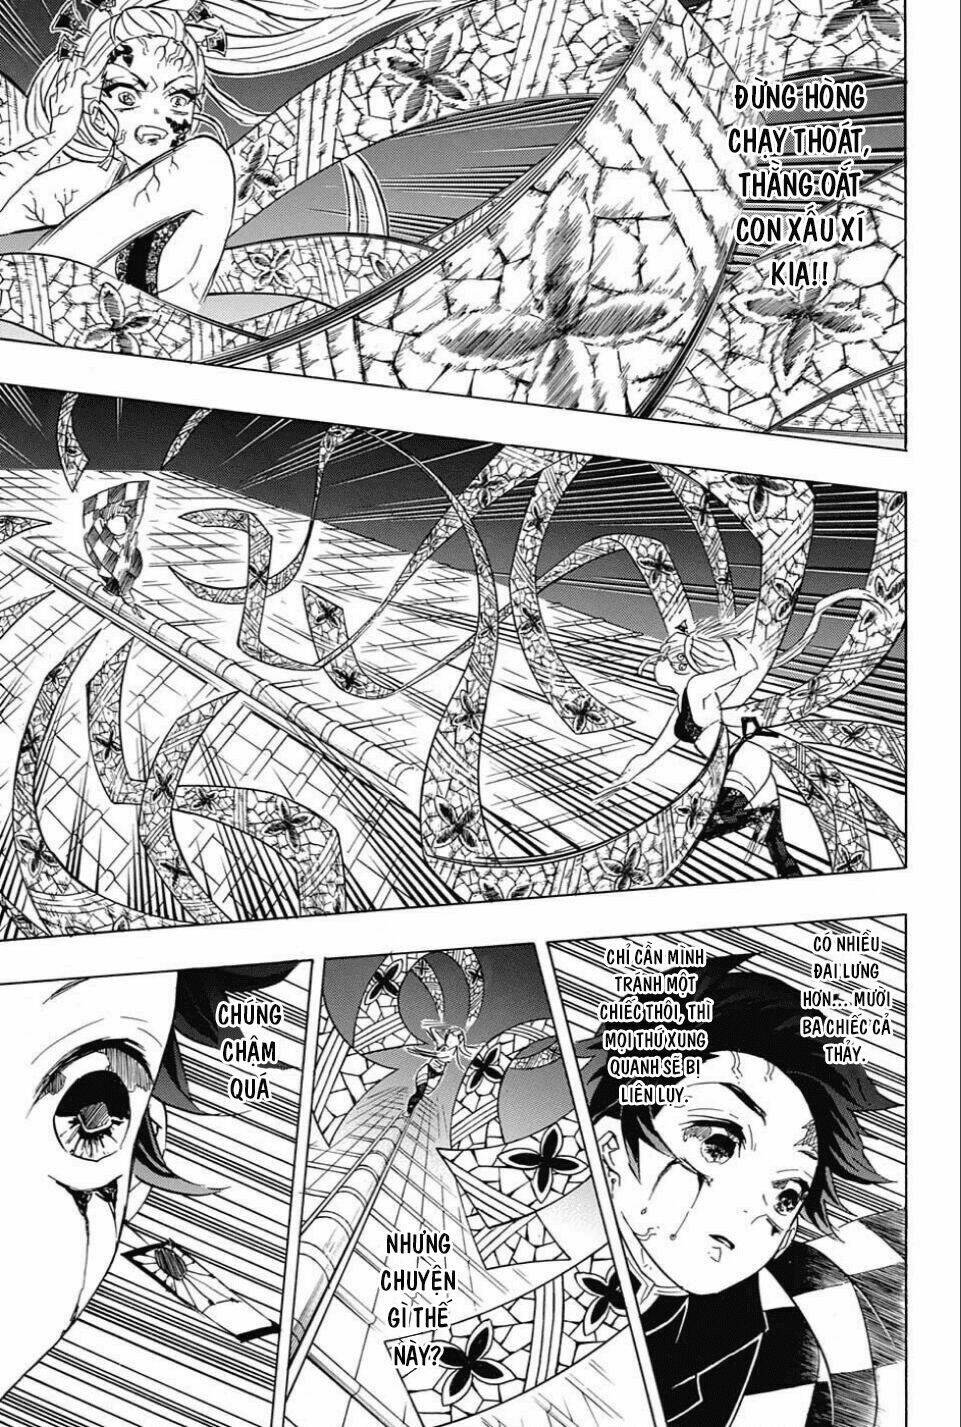 ĐỪNG HÒNG
CHẠY THOÁT,
THẰNG OẮT
CON XẤU XÍ
KIA!!
CÓ NHIỀU
ĐAI LƯNG
HƠN... MƯỜI
BA CHIẾC CẢ
THẢY.
CHỈ CẦN MÌNH
TRÁNH MỘT
CHIẾC THÔI, THÌ
MỌI THỨ XUNG
QUANH SẼ BỊ
LIÊN LỤY.
NHƯNG
CHUYỆN
GÌ THẾ
NÀY?
CHÚNG
CHẬM
QUÁ